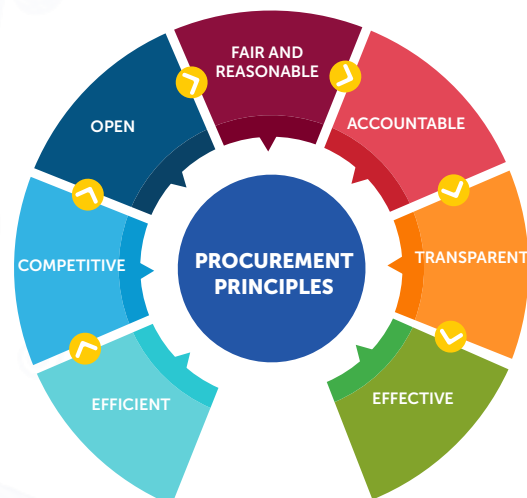 FAIR AND
REASONABLE
OPEN
ACCOUNTABLE
COMPETITIVE
PROCUREMENT
PRINCIPLES
TRANSPARENT
EFFICIENT
EFFECTIVE